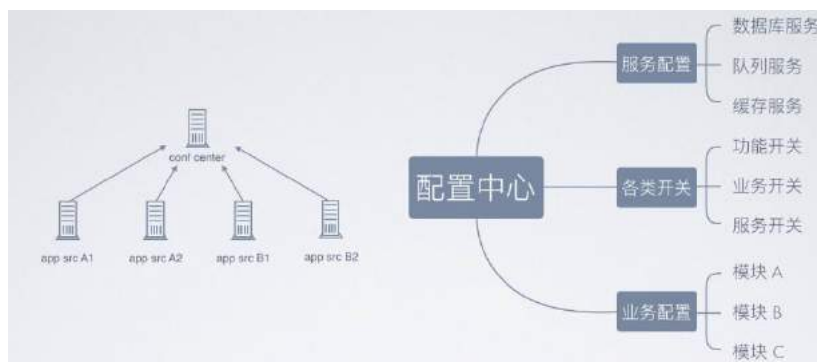 conf center
app src A1
app src A2
app src B1
app src B2
配置中心
服务配置
数据库服务
队列服务
缓存服务
各类开关
功能开关
业务开关
服务开关
业务配置
模块 A
模块 B
模块 C